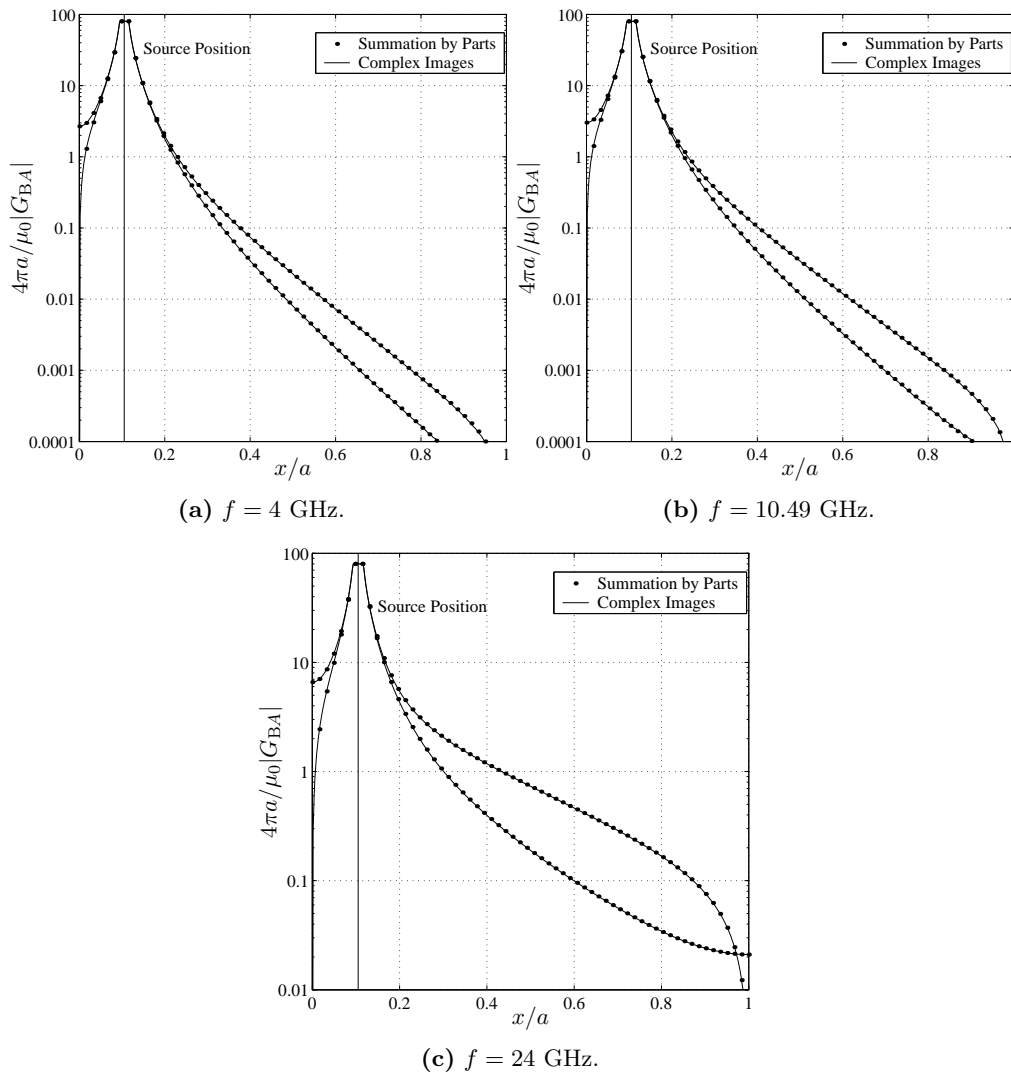 100
10
1
0.1
0.01
0.001
0.0001
0
0.2
0.4
0.6
0.8
1
4πa/μ₀|G_BA|
x/a
Source Position
Summation by Parts
Complex Images
(a) f = 4 GHz.
100
10
1
0.1
0.01
0.001
0.0001
0
0.2
0.4
0.6
0.8
4πa/μ₀|G_BA|
x/a
Source Position
Summation by Parts
Complex Images
(b) f = 10.49 GHz.
100
10
1
0.1
0.01
0
0.2
0.4
0.6
0.8
1
4πa/μ₀|G_BA|
x/a
Source Position
Summation by Parts
Complex Images
(c) f = 24 GHz.